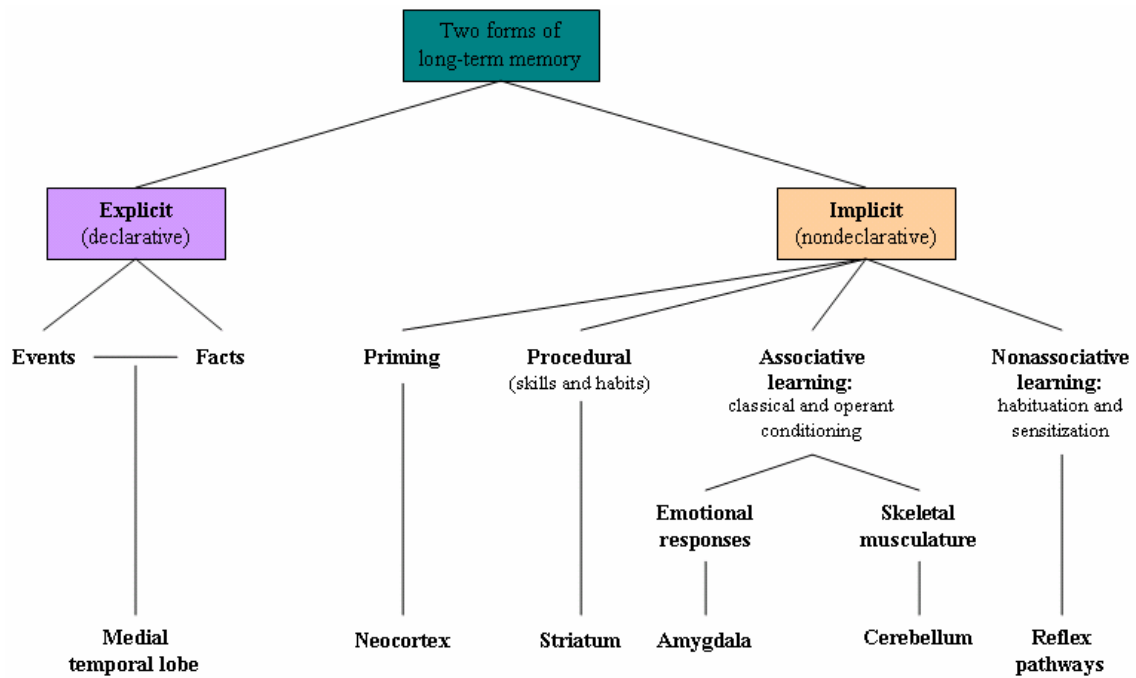 Two forms of
long-term memory
Explicit
(declarative)
Implicit
(nondeclarative)
Events
Facts
Priming
Procedural
(skills and habits)
Associative
learning:
classical and operant
conditioning
Nonassociative
learning:
habituation and
sensitization
Emotional
responses
Skeletal
musculature
Medial
temporal lobe
Neocortex
Striatum
Amygdala
Cerebellum
Reflex
pathways